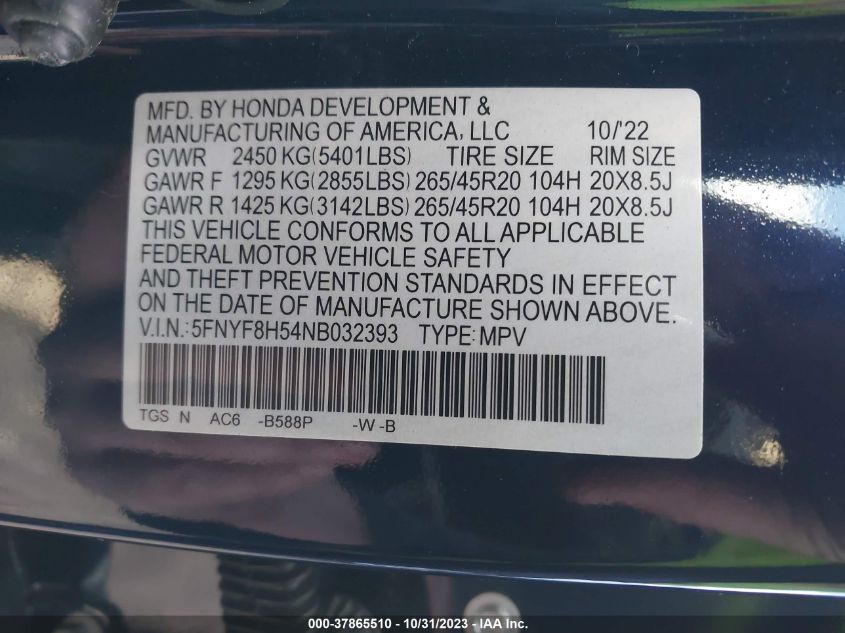 MFD. BY HONDA DEVELOPMENT &
MANUFACTURING OF AMERICA, LLC 10/'22
GVWR 2450 KG(5401LBS) TIRE SIZE RIM SIZE
GAWR F 1295 KG(2855LBS) 265/45R20 104H 20X8.5J
GAWR R 1425 KG(3142LBS) 265/45R20 104H 20X8.5J
THIS VEHICLE CONFORMS TO ALL APPLICABLE
FEDERAL MOTOR VEHICLE SAFETY
AND THEFT PREVENTION STANDARDS IN EFFECT
ON THE DATE OF MANUFACTURE SHOWN ABOVE.
V.I.N.:5FNYF8H54NB032393 TYPE:MPV
TGS N AC6 -B588P -W -B
000-37865510 - 10/31/2023 - IAAI.com